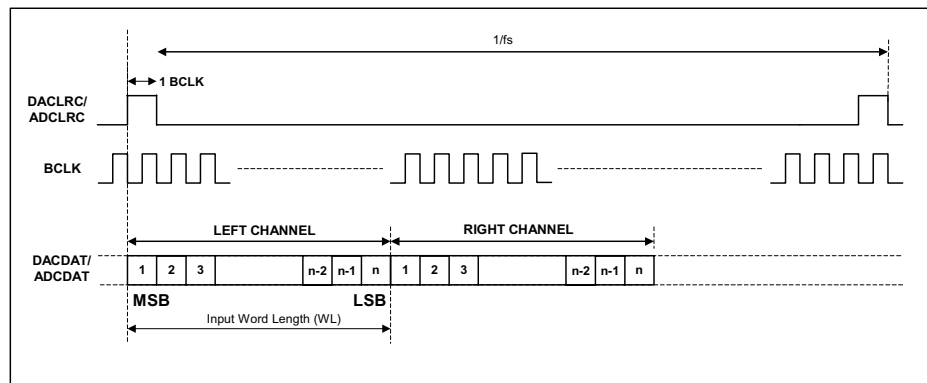 1/fs
1 BCLK
DACLRC/
ADCLRC
BCLK
LEFT CHANNEL RIGHT CHANNEL
DACDAT/
ADCDAT
1 2 3 n-2 n-1 n 1 2 3 n-2 n-1 n
MSB LSB
Input Word Length (WL)